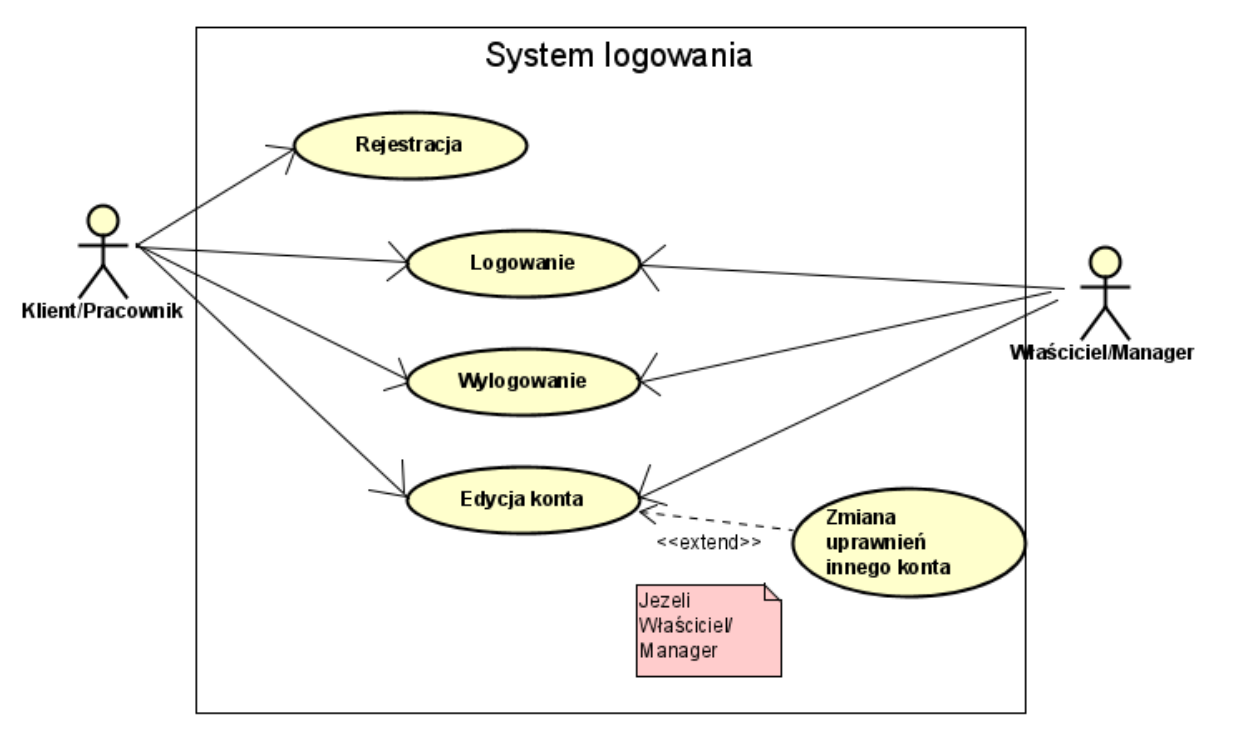 System logowania
Rejestracja
Logowanie
Klient/Pracownik
Właściciel/Manager
Wylogowanie
Edycja konta
Zmiana
uprawnień
innego konta
<<extend>>
Jezeli
Właściciel/
Manager